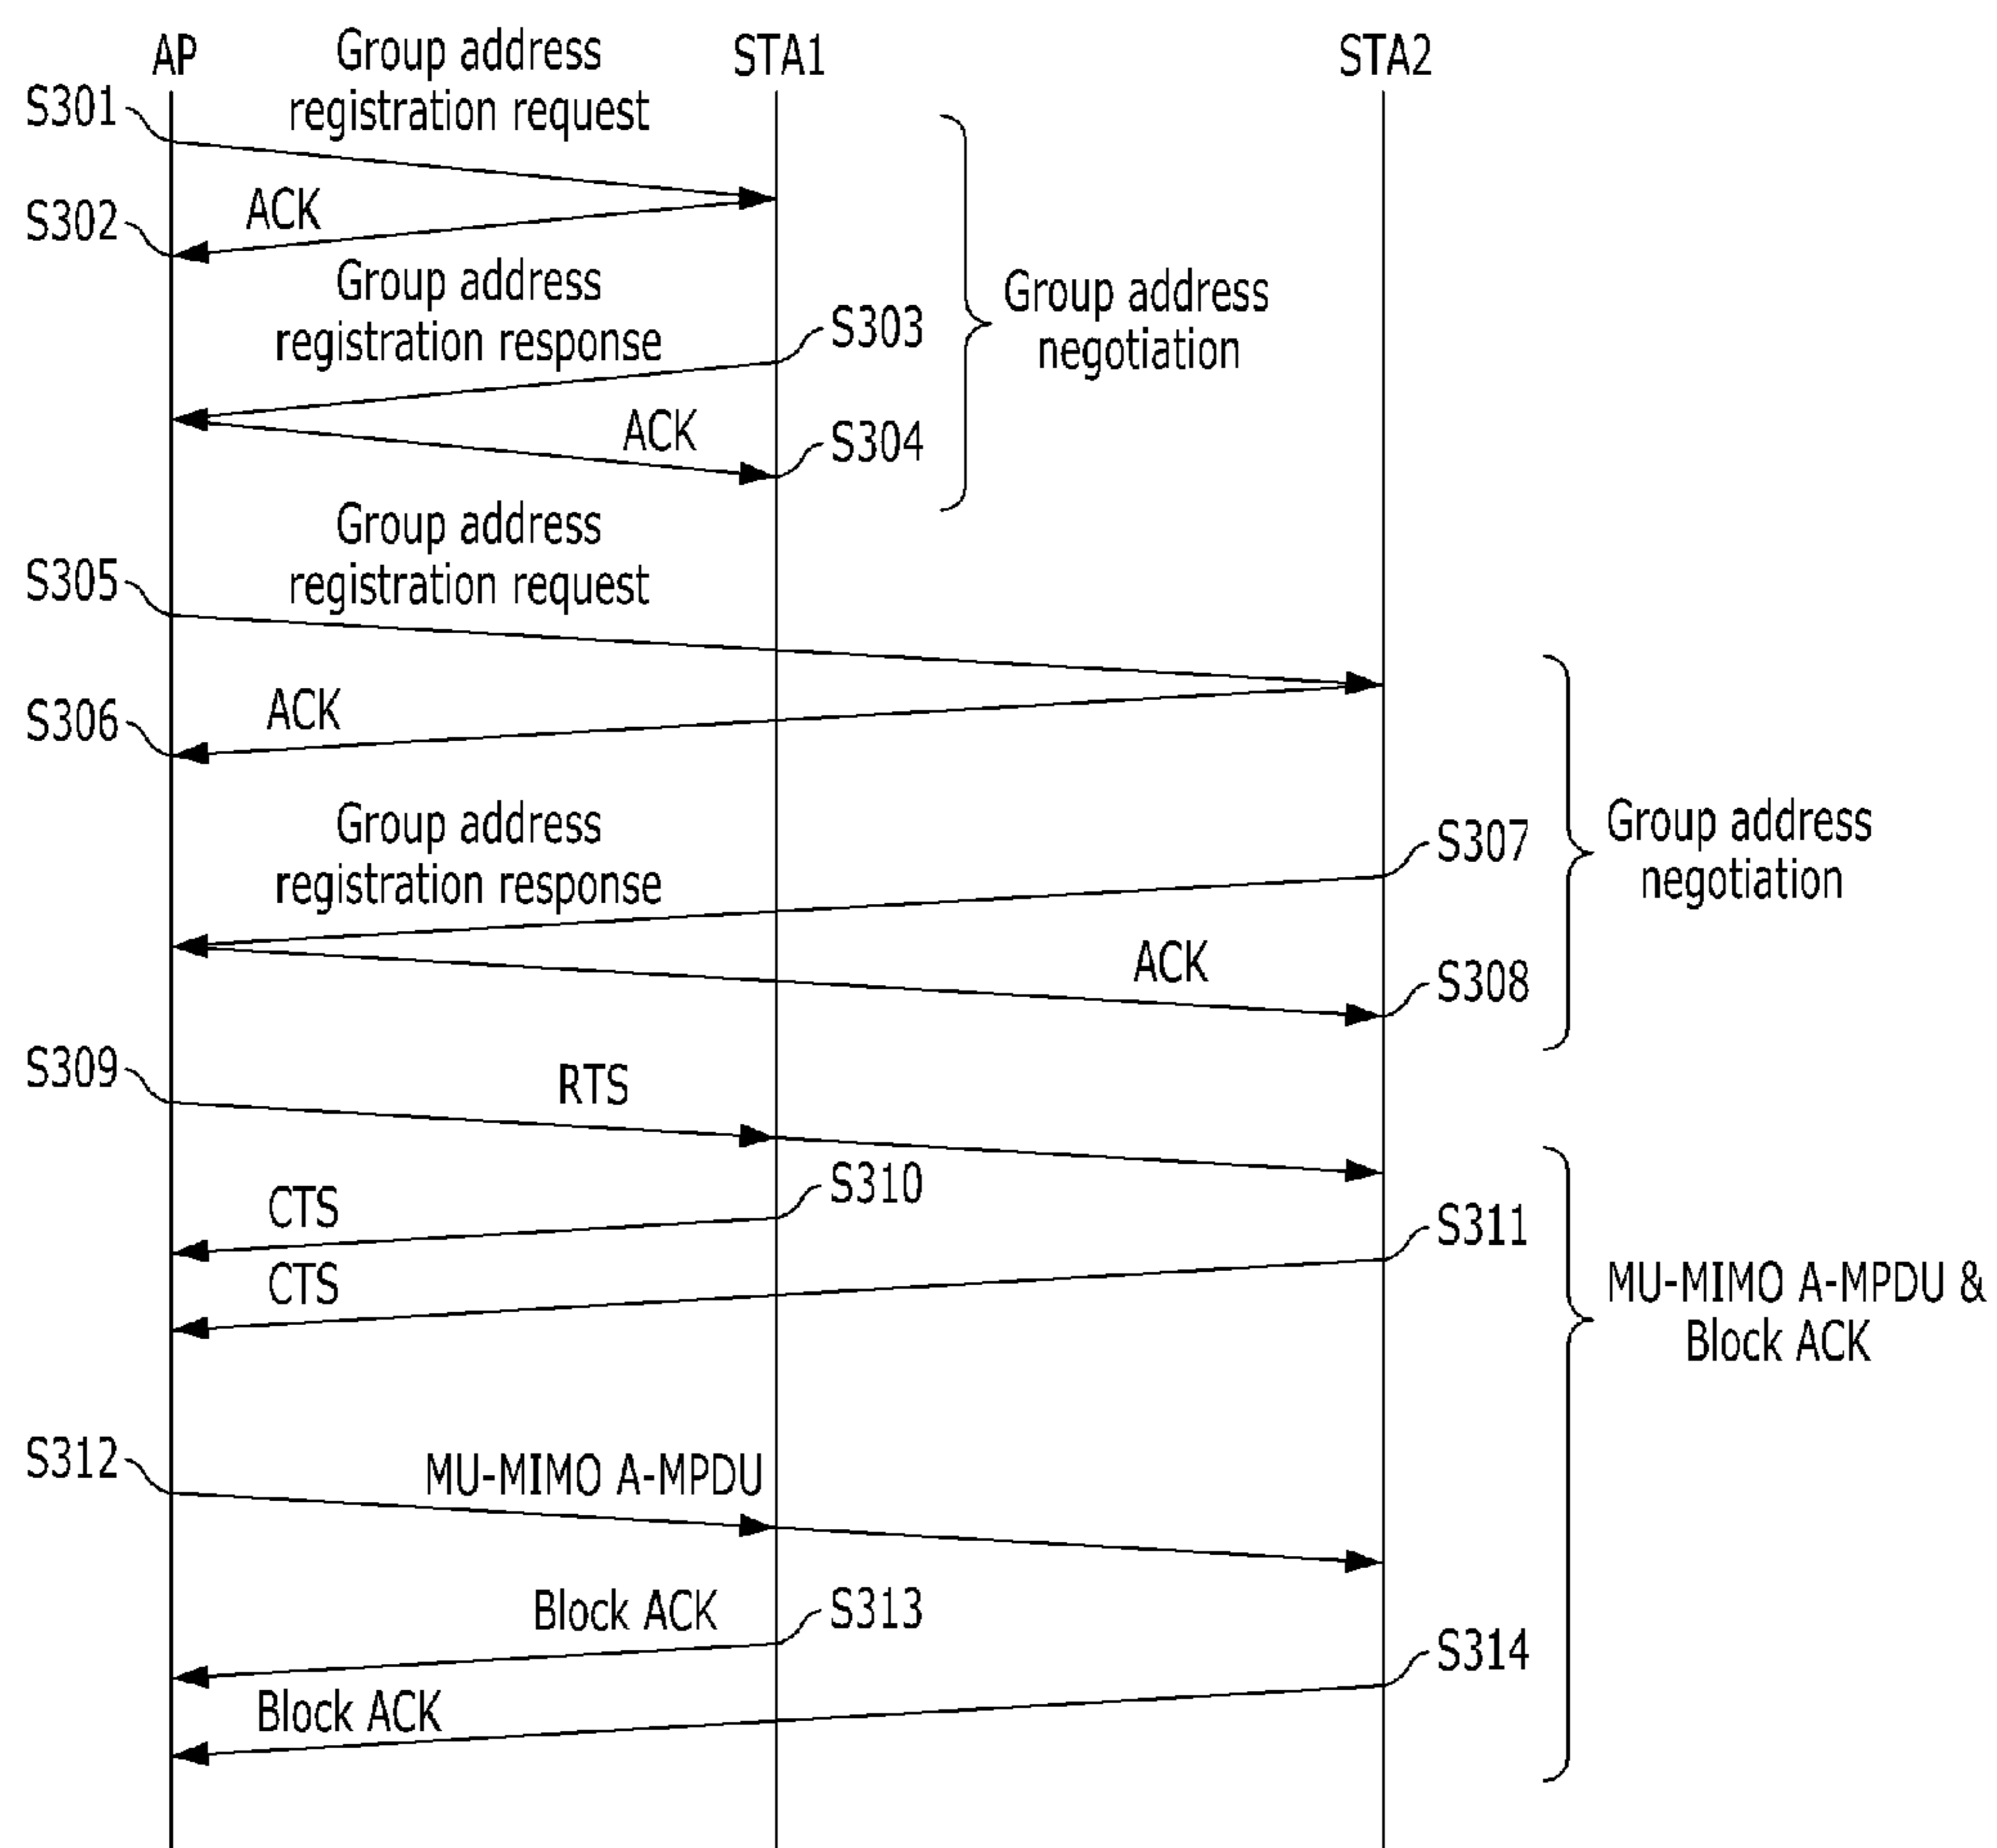 AP
Group address
STA1
STA2
S301
registration request
S302
ACK
Group address
registration response
S303
Group address
negotiation
ACK
S304
Group address
S305
registration request
S306
ACK
Group address
registration response
S307
Group address
negotiation
ACK
S308
S309
RTS
S310
CTS
S311
CTS
MU-MIMO A-MPDU &
Block ACK
S312
MU-MIMO A-MPDU
Block ACK
S313
S314
Block ACK